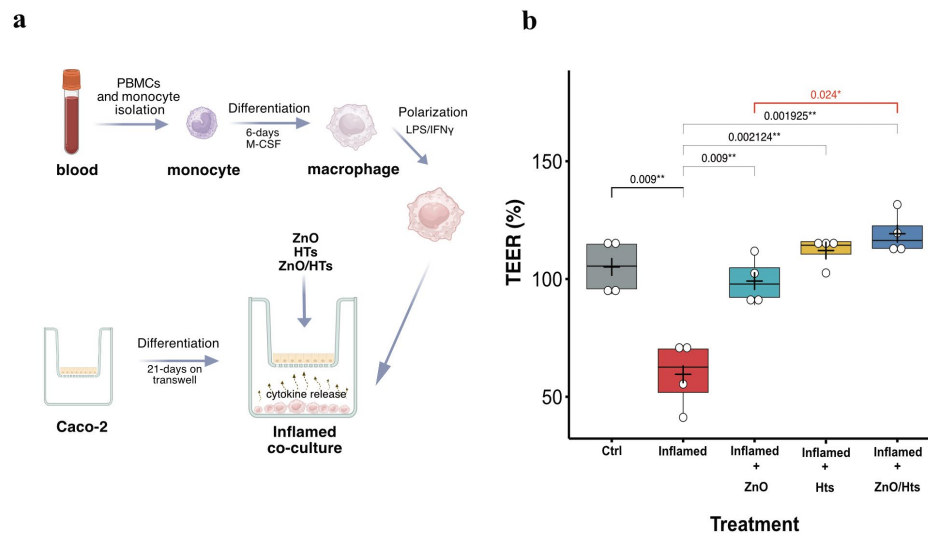 a
PBMCs
and monocyte
isolation
Differentiation
6-days
M-CSF
Polarization
LPS/IFNγ
blood
monocyte
macrophage
ZnO
HTs
ZnO/HTs
Differentiation
21-days on
transwell
cytokine release
Caco-2
Inflamed
co-culture
b
0.024*
0.001925**
0.002124**
0.009**
0.009**
150
100
50
TEER (%)
Ctrl
Inflamed
Inflamed
+
ZnO
Inflamed
+
Hts
Inflamed
+
ZnO/Hts
Treatment